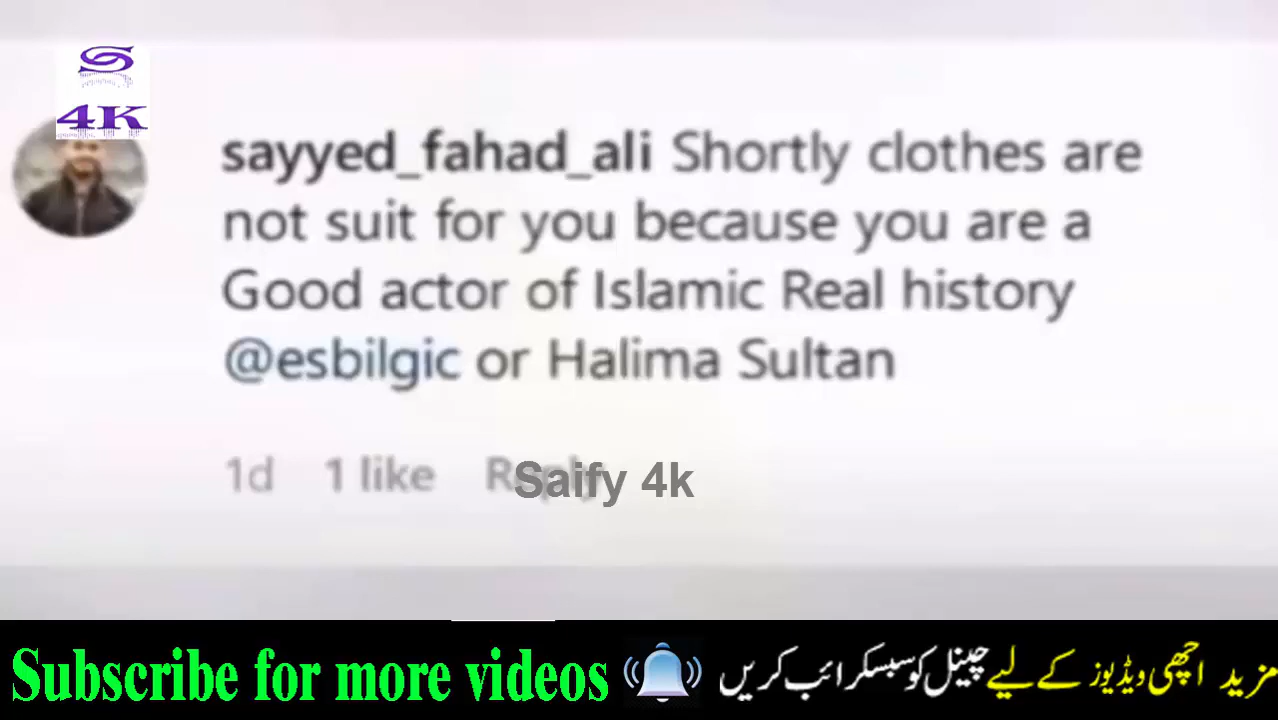 S
4K
sayyed_fahad_ali Shortly clothes are
not suit for you because you are a
Good actor of Islamic Real history
@esbilgic or Halima Sultan
1d 1 like Reply
Saify 4k
Subscribe for more videos
مزید اچھی ویڈیوز کے لیے چینل کو سبسکرائب کریں